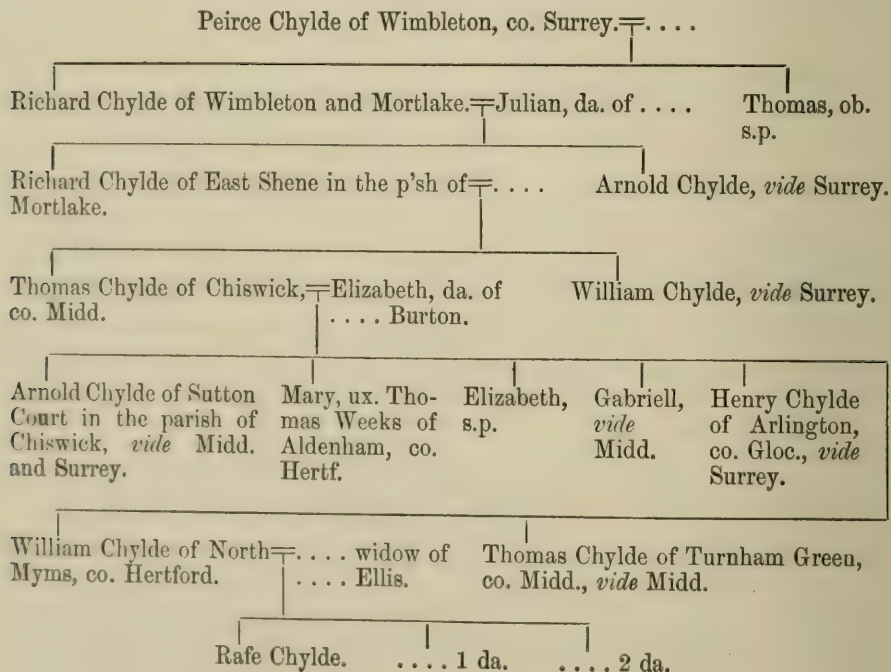 Peirce Chylde of Wimbleton, co. Surrey.╤. . . .
Richard Chylde of Wimbleton and Mortlake.╤Julian, da. of . . . .
Thomas, ob.
s.p.
Richard Chylde of East Shene in the p'sh of╤. . . .
Mortlake.
Arnold Chylde, vide Surrey.
Thomas Chylde of Chiswick,╤Elizabeth, da. of
co. Midd.
. . . . Burton.
William Chylde, vide Surrey.
Arnold Chylde of Sutton
Court in the parish of
Chiswick, vide Midd.
and Surrey.
Mary, ux. Tho-
mas Weeks of
Aldenham, co.
Hertf.
Elizabeth,
s.p.
Gabriell,
vide
Midd.
Henry Chylde
of Arlington,
co. Gloc., vide
Surrey.
William Chylde of North╤. . . . widow of
Myms, co. Hertford.
. . . . Ellis.
Thomas Chylde of Turnham Green,
co. Midd., vide Midd.
Rafe Chylde.
. . . . 1 da.
. . . . 2 da.